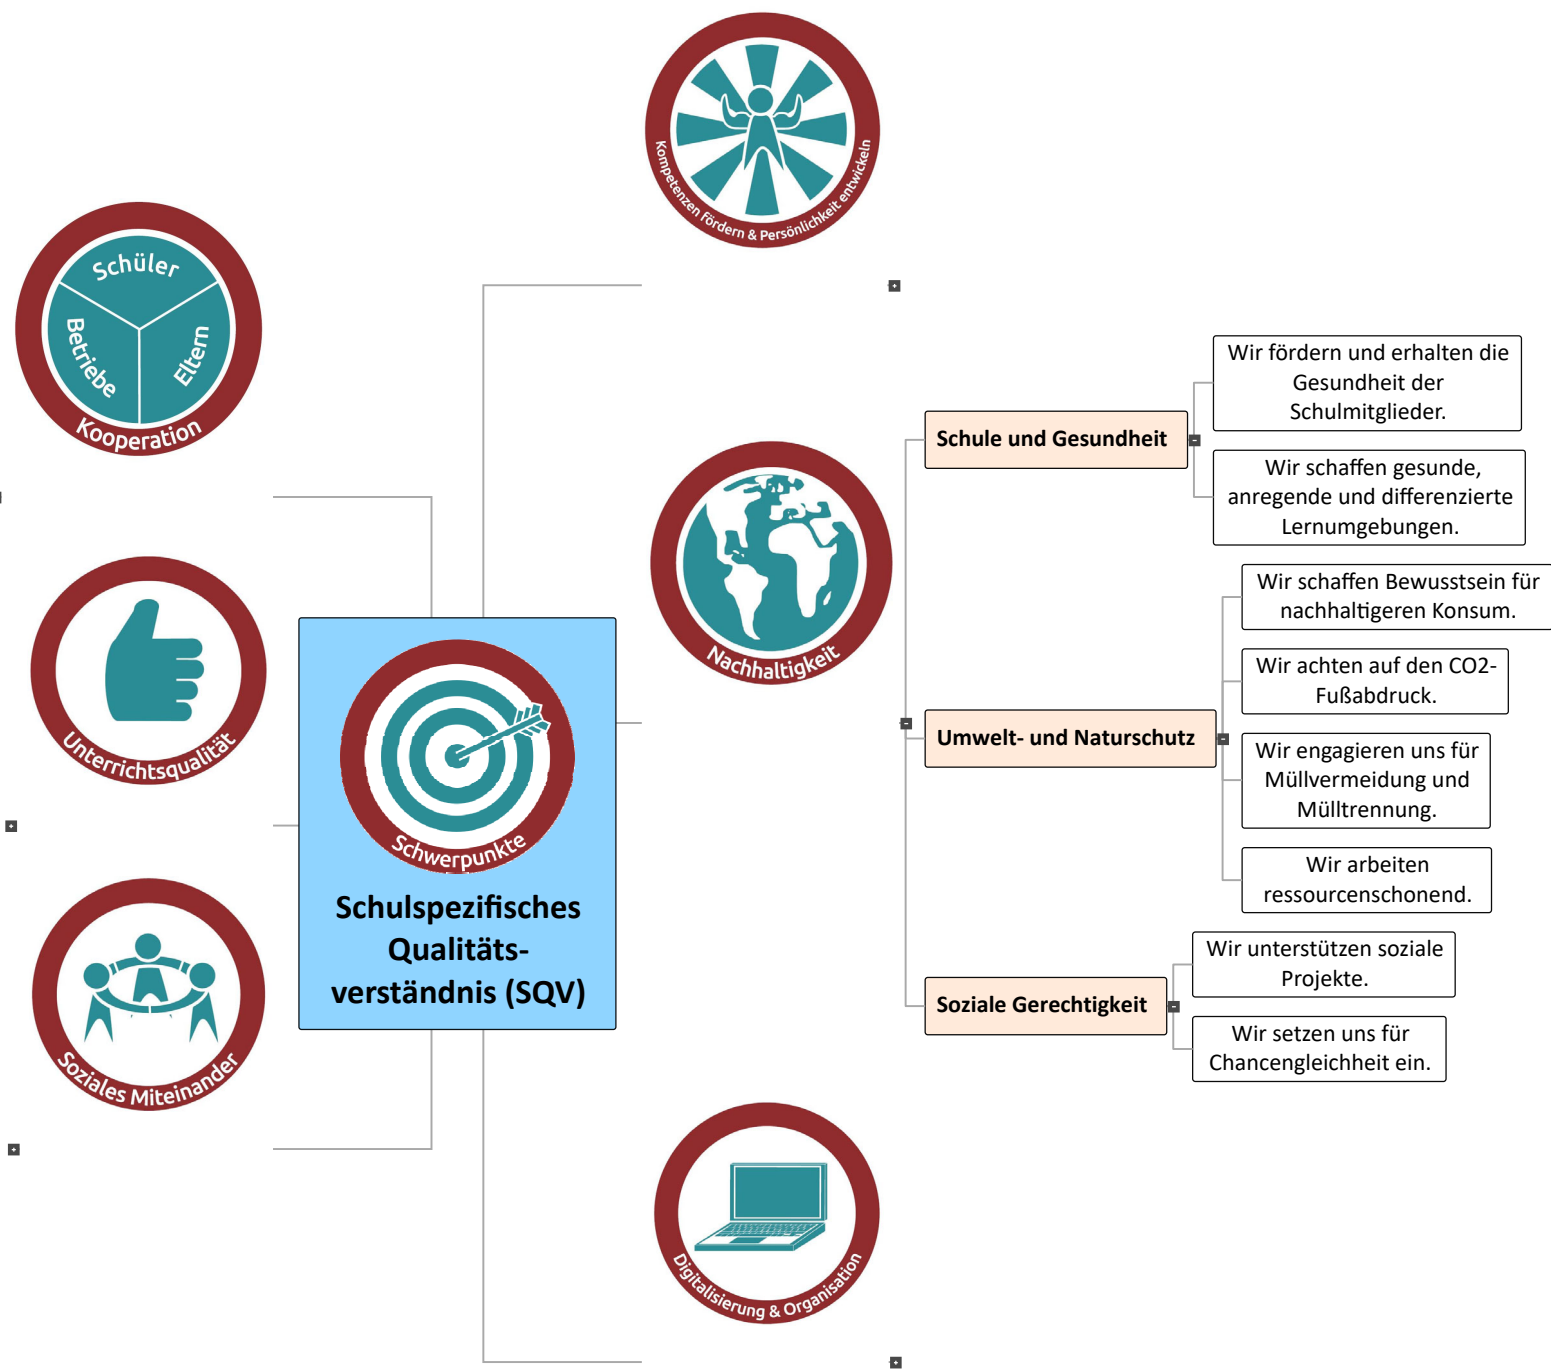 Kompetenzen fördern & Persönlichkeit entwickeln
Schüler
Betriebe
Eltern
Kooperation
Unterrichtsqualität
Soziales Miteinander
Schwerpunkte
Schulspezifisches
Qualitäts-
verständnis (SQV)
Nachhaltigkeit
Schule und Gesundheit
Wir fördern und erhalten die
Gesundheit der
Schulmitglieder.
Wir schaffen gesunde,
anregende und differenzierte
Lernumgebungen.
Umwelt- und Naturschutz
Wir schaffen Bewusstsein für
nachhaltigeren Konsum.
Wir achten auf den CO2-
Fußabdruck.
Wir engagieren uns für
Müllvermeidung und
Mülltrennung.
Wir arbeiten
ressourcenschonend.
Soziale Gerechtigkeit
Wir unterstützen soziale
Projekte.
Wir setzen uns für
Chancengleichheit ein.
Digitalisierung & Organisation